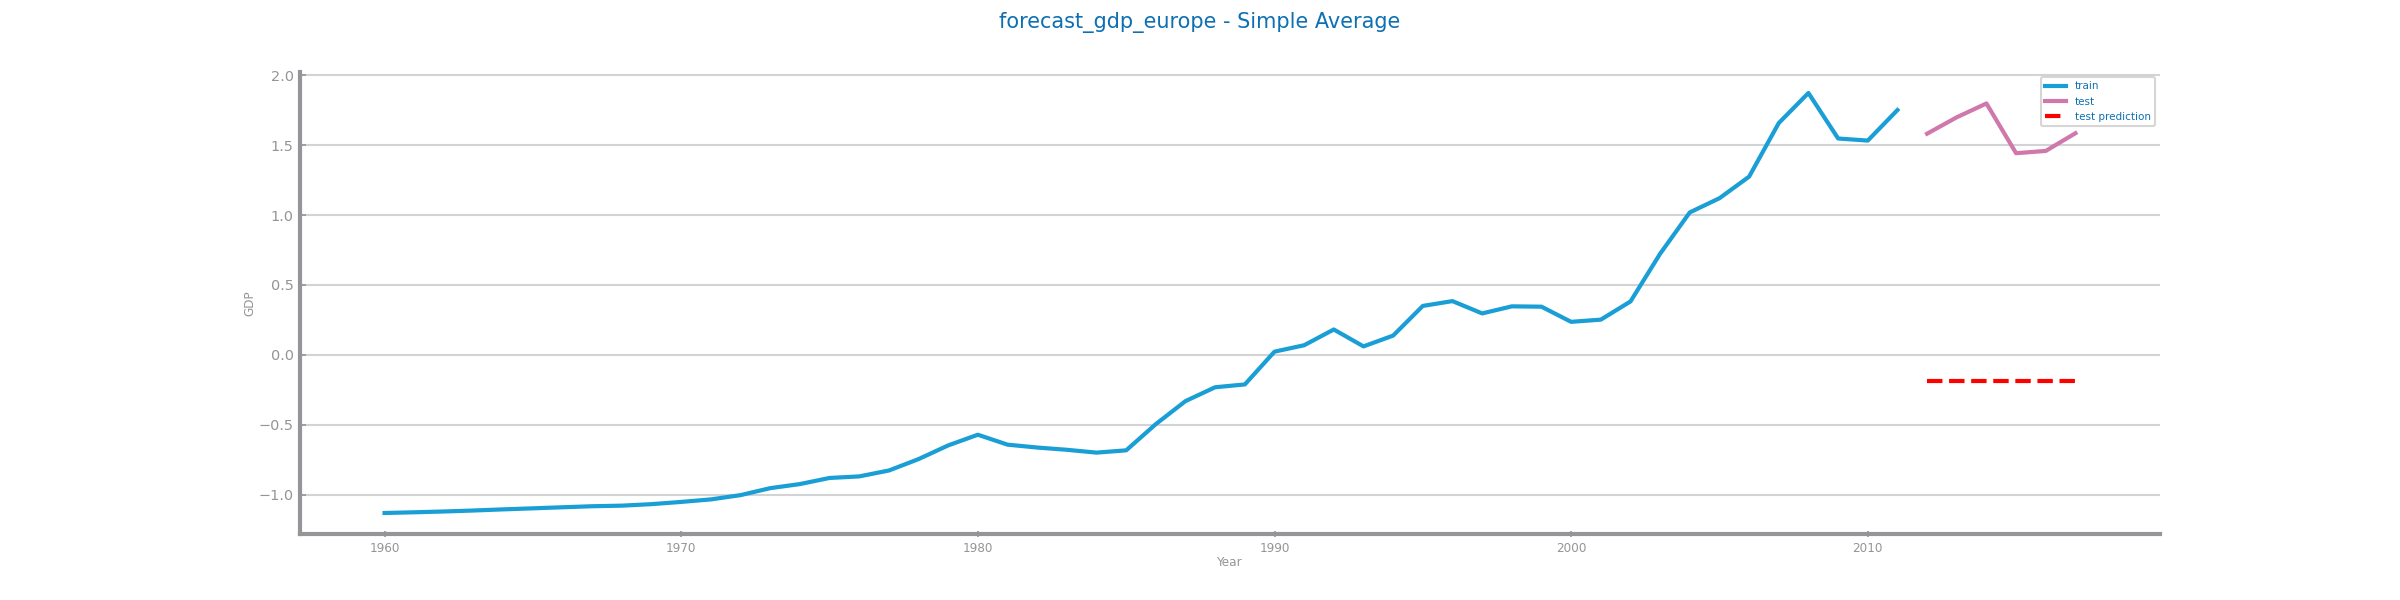 forecast_gdp_europe - Simple Average
2.0
1.5
1.0
0.5
0.0
−0.5
−1.0
GDP
train
test
test prediction
1960 1970 1980 1990 2000 2010
Year